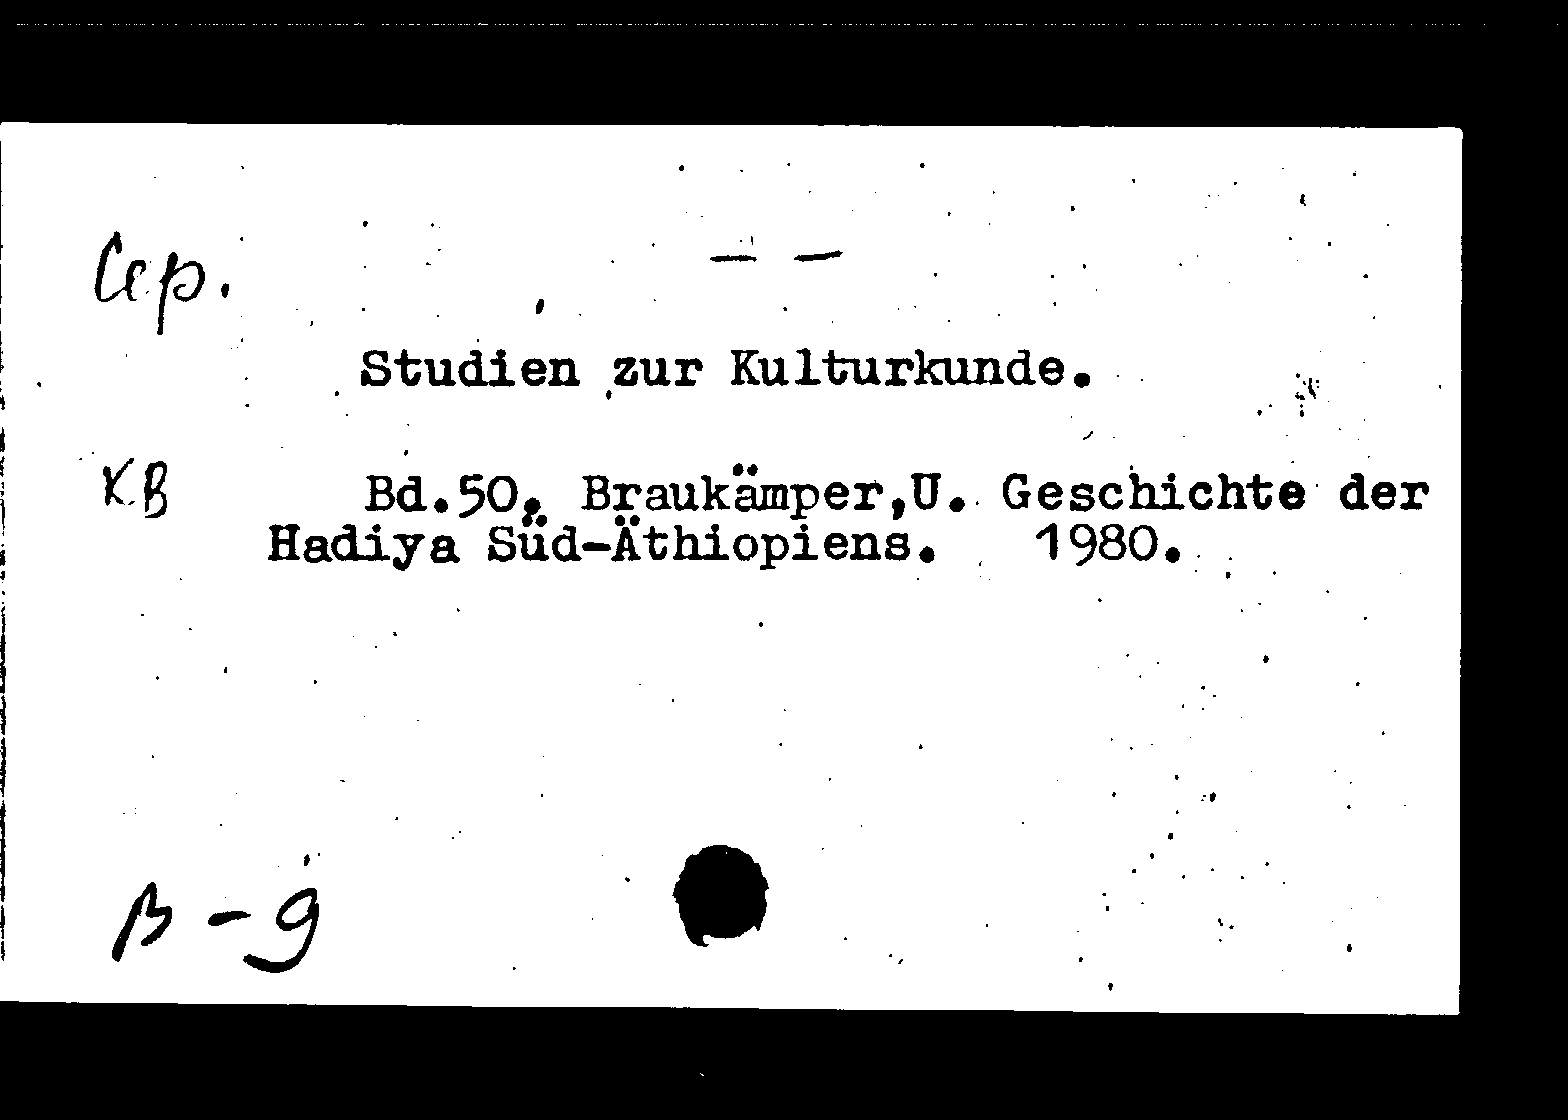 Сер. — —
Studien zur Kulturkunde.
КВ Bd.50. Braukämper,U. Geschichte der
Hadiya Süd-Äthiopiens. 1980.
В - 9